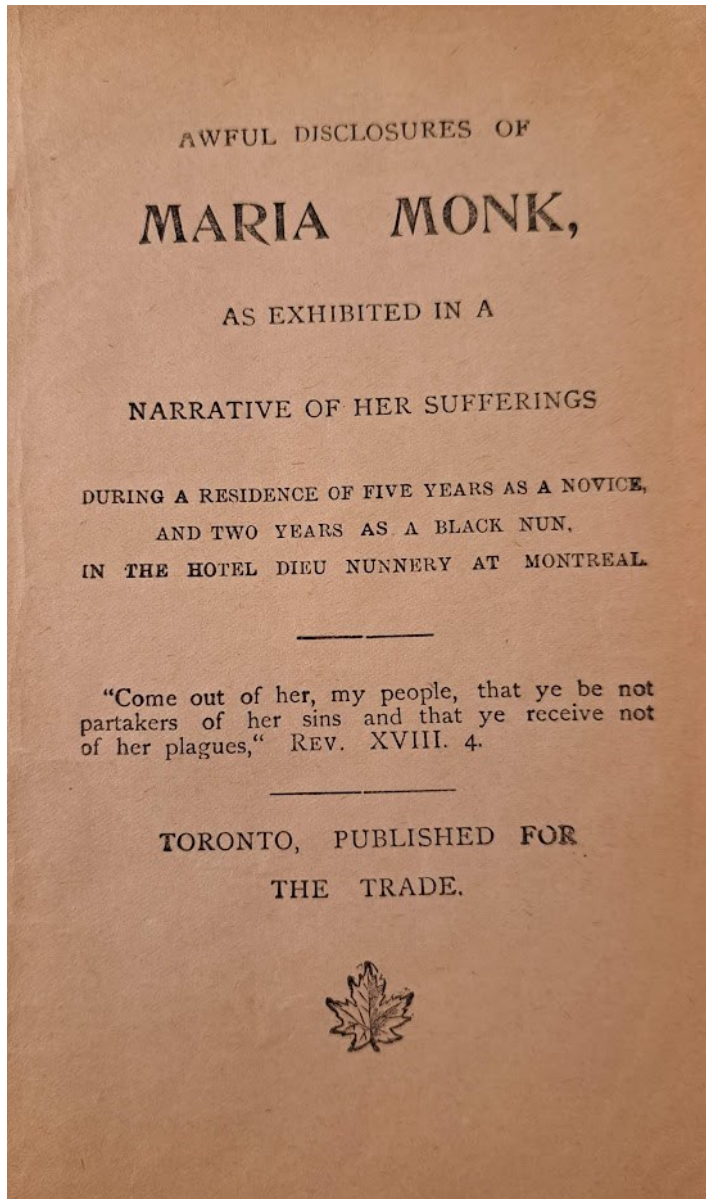 AWFUL DISCLOSURES OF
MARIA MONK,
AS EXHIBITED IN A
NARRATIVE OF HER SUFFERINGS
DURING A RESIDENCE OF FIVE YEARS AS A NOVICE,
AND TWO YEARS AS A BLACK NUN,
IN THE HOTEL DIEU NUNNERY AT MONTREAL.
"Come out of her, my people, that ye be not
partakers of her sins and that ye receive not
of her plagues,“ REV. XVIII. 4.
TORONTO, PUBLISHED FOR
THE TRADE.